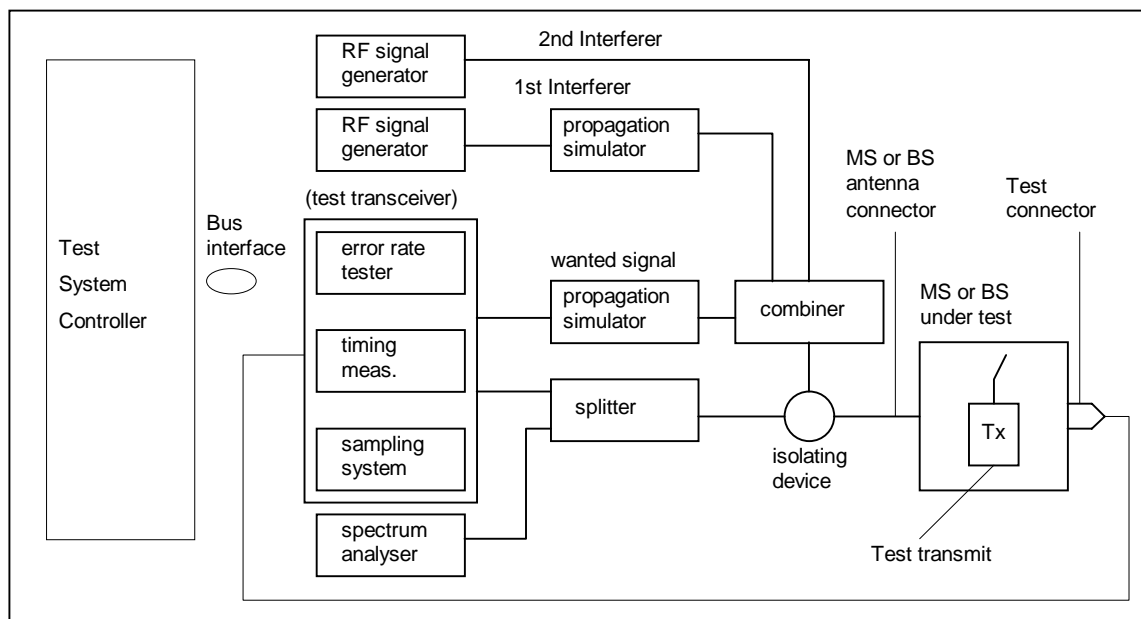 2nd Interferer
RF signal
generator
1st Interferer
RF signal
generator
propagation
simulator
MS or BS
antenna
connector
Test
connector
(test transceiver)
Bus
interface
Test
System
Controller
error rate
tester
wanted signal
propagation
simulator
combiner
MS or BS
under test
timing
meas.
splitter
Tx
sampling
system
isolating
device
spectrum
analyser
Test transmit